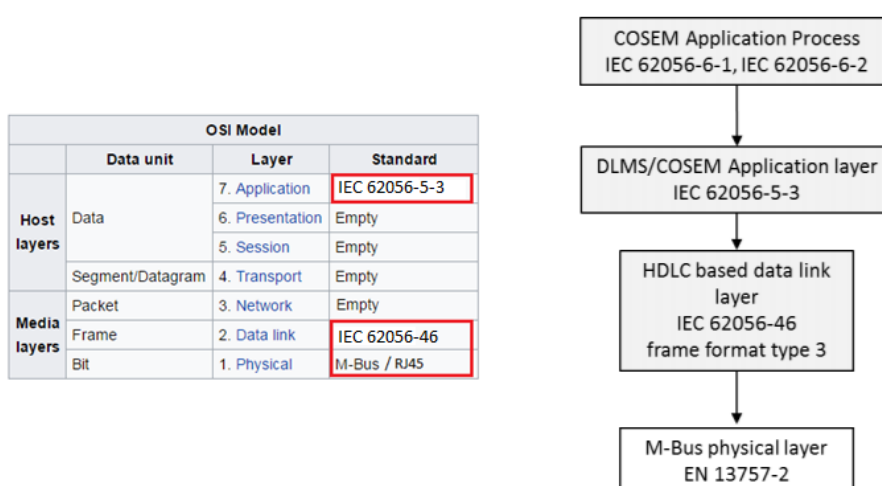 OSI Model
Data unit Layer Standard
Host layers
Data
7. Application IEC 62056-5-3
6. Presentation Empty
5. Session Empty
Segment/Datagram 4. Transport Empty
Media layers
Packet 3. Network Empty
Frame 2. Data link IEC 62056-46
Bit 1. Physical M-Bus / RJ45
COSEM Application Process
IEC 62056-6-1, IEC 62056-6-2
DLMS/COSEM Application layer
IEC 62056-5-3
HDLC based data link
layer
IEC 62056-46
frame format type 3
M-Bus physical layer
EN 13757-2